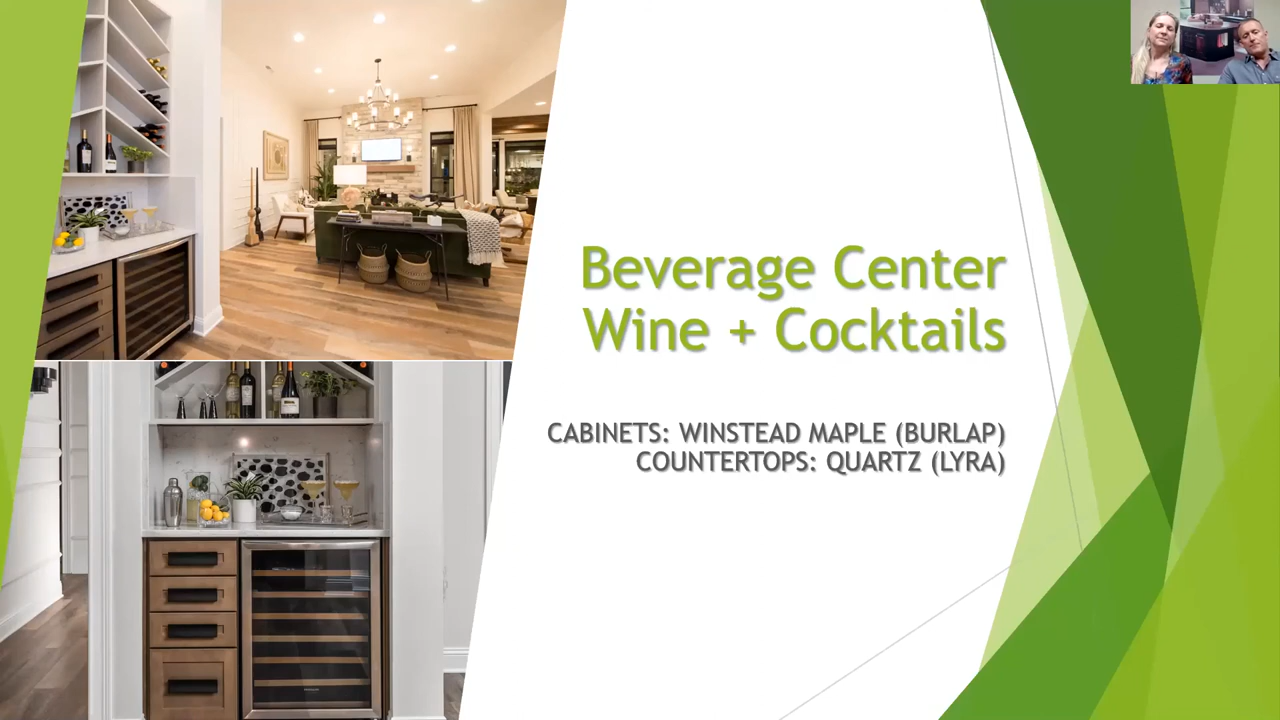 Beverage Center
Wine + Cocktails
CABINETS: WINSTEAD MAPLE (BURLAP)
COUNTERTOPS: QUARTZ (LYRA)